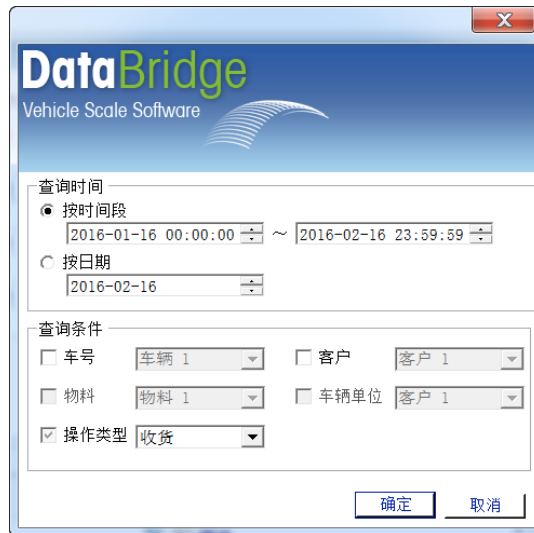 DataBridge
Vehicle Scale Software
查询时间
按时间段
2016-01-16 00:00:00 ～ 2016-02-16 23:59:59
按日期
2016-02-16
查询条件
车号 车辆 1 客户 客户 1
物料 物料 1 车辆单位 客户 1
操作类型 收货
确定 取消